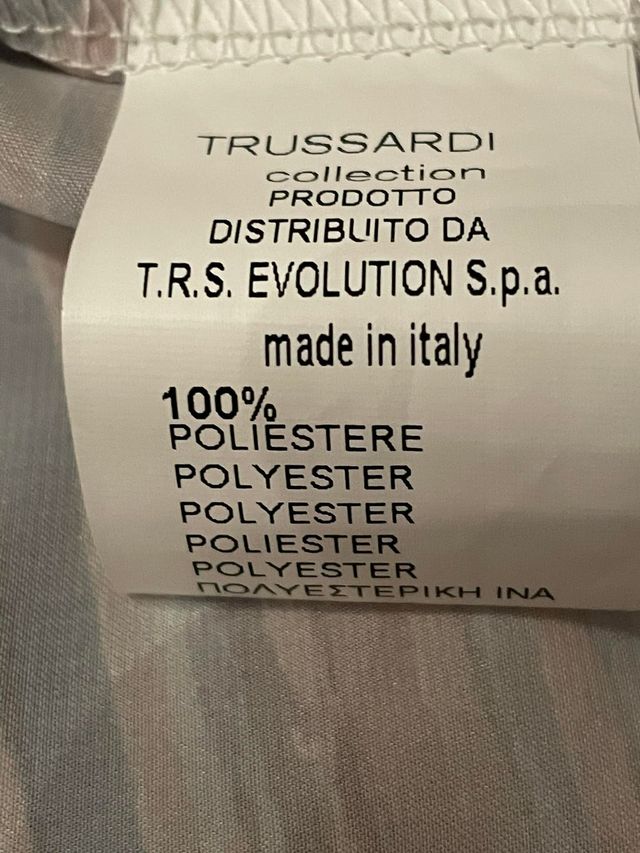 TRUSSARDI
collection
PRODOTTO
DISTRIBUITO DA
T.R.S. EVOLUTION S.p.a.
made in italy
100%
POLIESTERE
POLYESTER
POLYESTER
POLIESTER
POLYESTER
ΠΟΛΥΕΣΤΕΡΙΚΗ ΙΝΑ